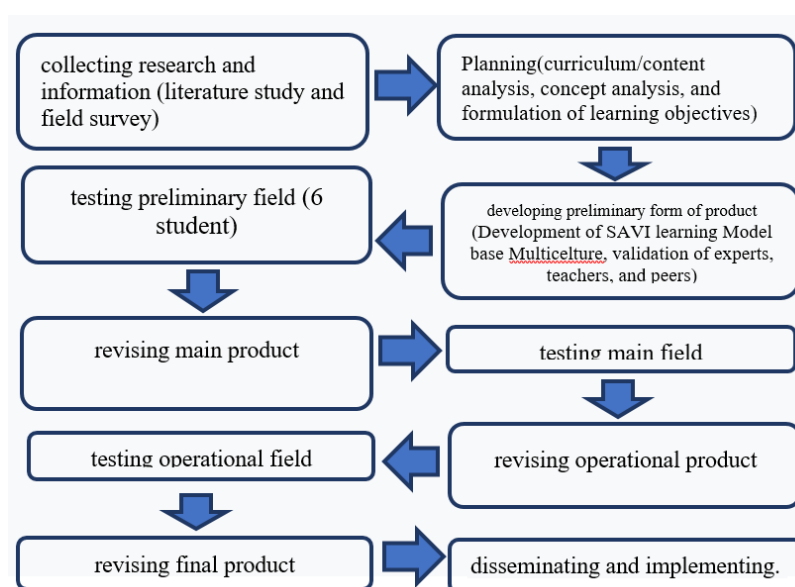 collecting research and
information (literature study and
field survey)
Planning(curriculum/content
analysis, concept analysis, and
formulation of learning objectives)
developing preliminary form of product
(Development of SAVI learning Model
base Multicelture, validation of experts,
teachers, and peers)
testing preliminary field (6
student)
revising main product
testing main field
revising operational product
testing operational field
revising final product
disseminating and implementing.